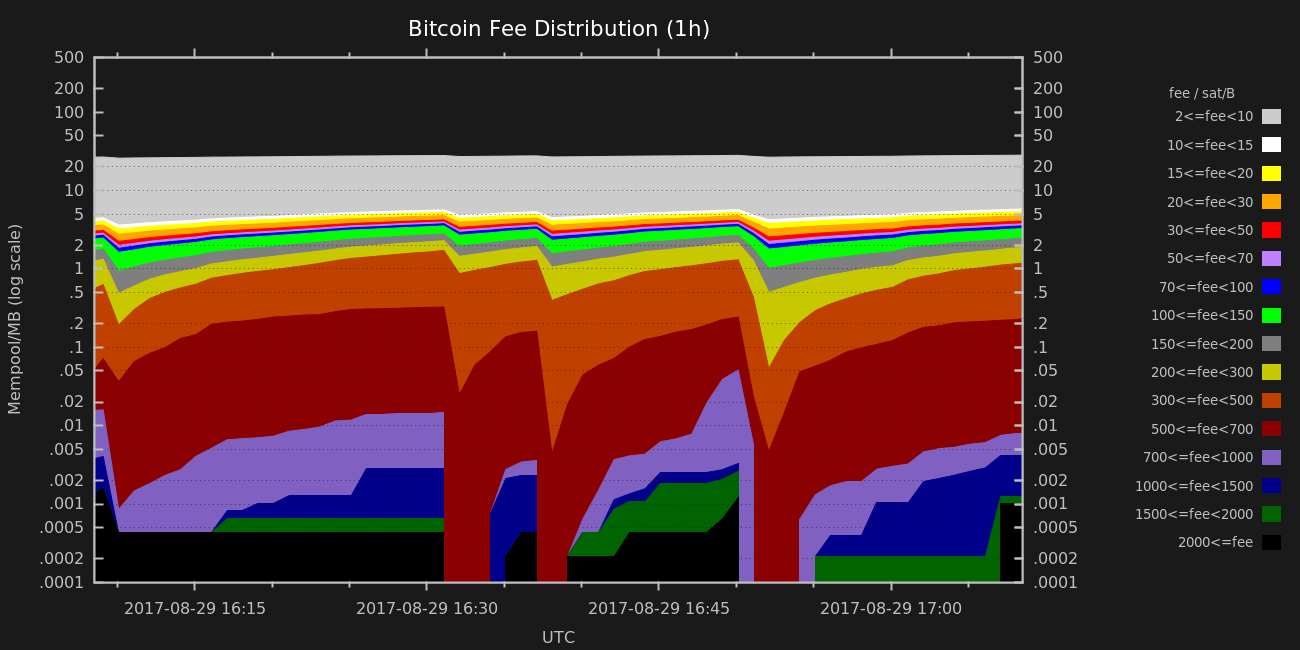 Bitcoin Fee Distribution (1h)
Mempool/MB (log scale)
500
200
100
50
20
10
5
2
1
.5
.2
.1
.05
.02
.01
.005
.002
.001
.0005
.0002
.0001
500
200
100
50
20
10
5
2
1
.5
.2
.1
.05
.02
.01
.005
.002
.001
.0005
.0002
.0001
2017-08-29 16:15
2017-08-29 16:30
2017-08-29 16:45
2017-08-29 17:00
UTC
fee / sat/B
2<=fee<10
10<=fee<15
15<=fee<20
20<=fee<30
30<=fee<50
50<=fee<70
70<=fee<100
100<=fee<150
150<=fee<200
200<=fee<300
300<=fee<500
500<=fee<700
700<=fee<1000
1000<=fee<1500
1500<=fee<2000
2000<=fee